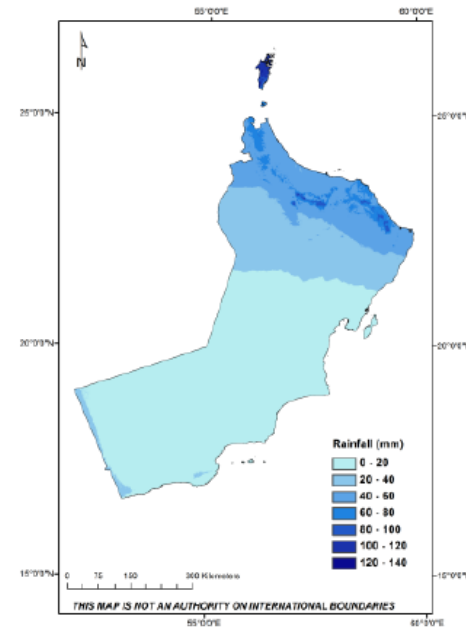 55°0'0"E 60°0'0"E
N
25°0'0"N 25°0'0"N
20°0'0"N 20°0'0"N
Rainfall (mm)
0 - 20
20 - 40
40 - 60
60 - 80
80 - 100
100 - 120
120 - 140
15°0'0"N 15°0'0"N
0 75 150 300 Kilometers
THIS MAP IS NOT AN AUTHORITY ON INTERNATIONAL BOUNDARIES
55°0'0"E 60°0'0"E